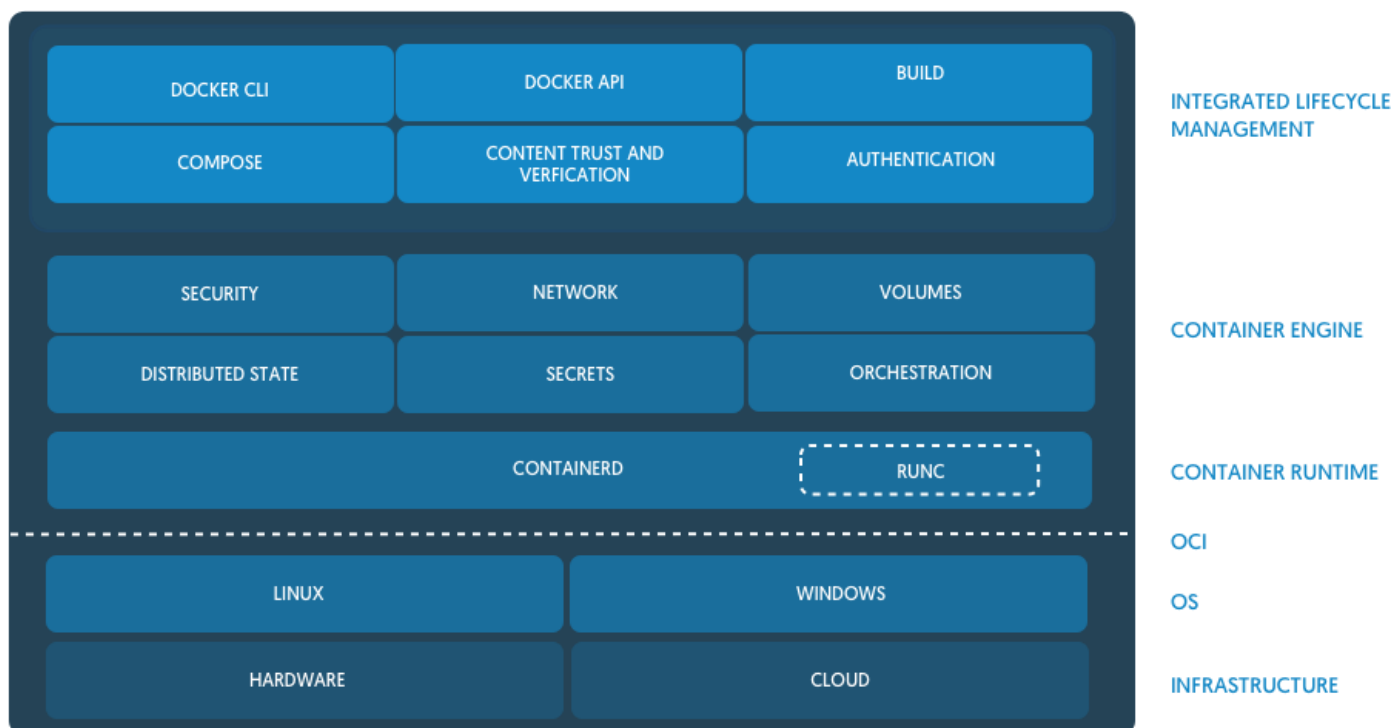 DOCKER CLI
DOCKER API
BUILD
INTEGRATED LIFECYCLE
MANAGEMENT
COMPOSE
CONTENT TRUST AND
VERFICATION
AUTHENTICATION
SECURITY
NETWORK
VOLUMES
CONTAINER ENGINE
DISTRIBUTED STATE
SECRETS
ORCHESTRATION
CONTAINERD
RUNC
CONTAINER RUNTIME
OCI
LINUX
WINDOWS
OS
HARDWARE
CLOUD
INFRASTRUCTURE